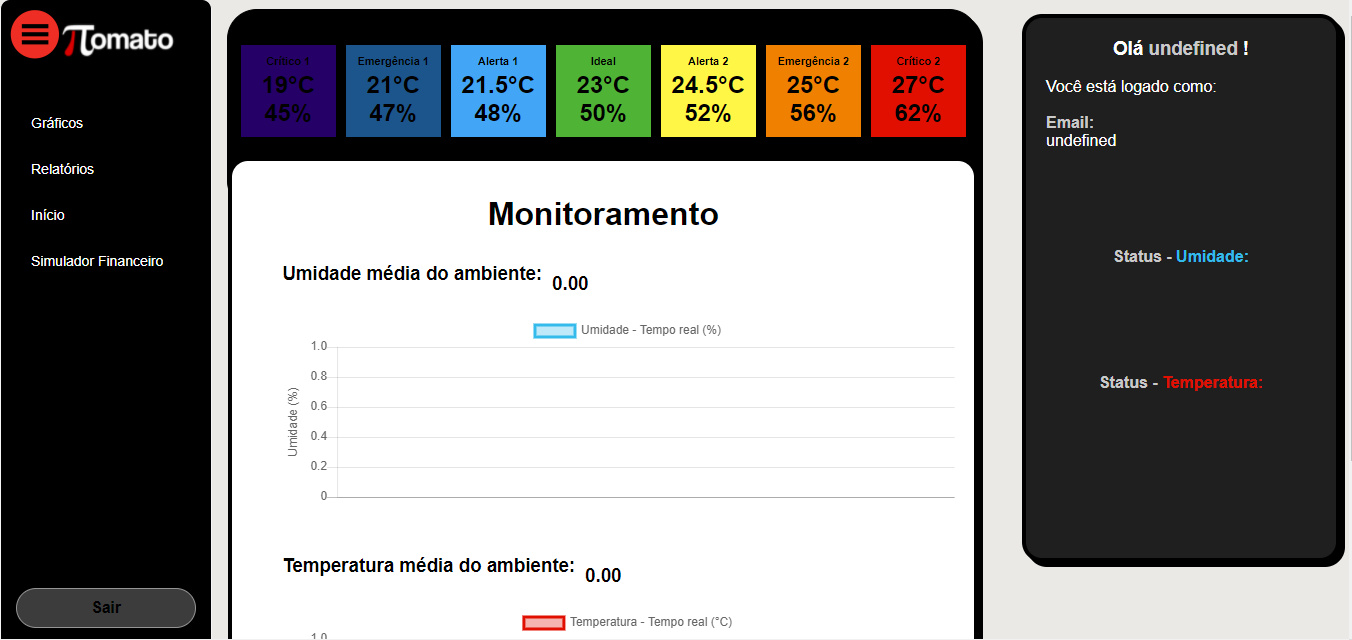 πTomato
Gráficos
Relatórios
Início
Simulador Financeiro
Sair
Crítico 1
19°C
45%
Emergência 1
21°C
47%
Alerta 1
21.5°C
48%
Ideal
23°C
50%
Alerta 2
24.5°C
52%
Emergência 2
25°C
56%
Crítico 2
27°C
62%
Monitoramento
Umidade média do ambiente: 0.00
Umidade - Tempo real (%)
1.0
0.8
0.6
0.4
0.2
0
Umidade (%)
Temperatura média do ambiente: 0.00
Temperatura - Tempo real (°C)
1.0
Olá undefined !
Você está logado como:
Email:
undefined
Status - Umidade:
Status - Temperatura: